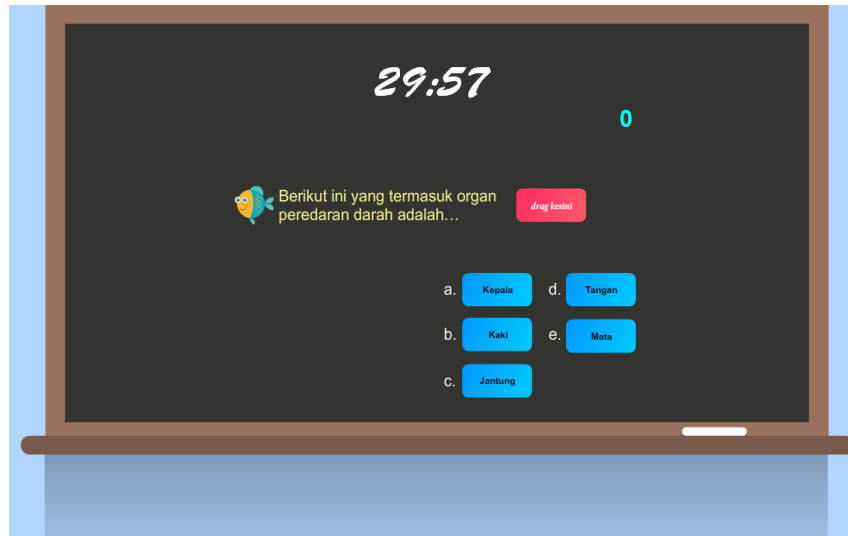 29:57
0
Berikut ini yang termasuk organ
peredaran darah adalah...
drag kesini
a. Kepala
d. Tangan
b. Kaki
e. Mata
c. Jantung